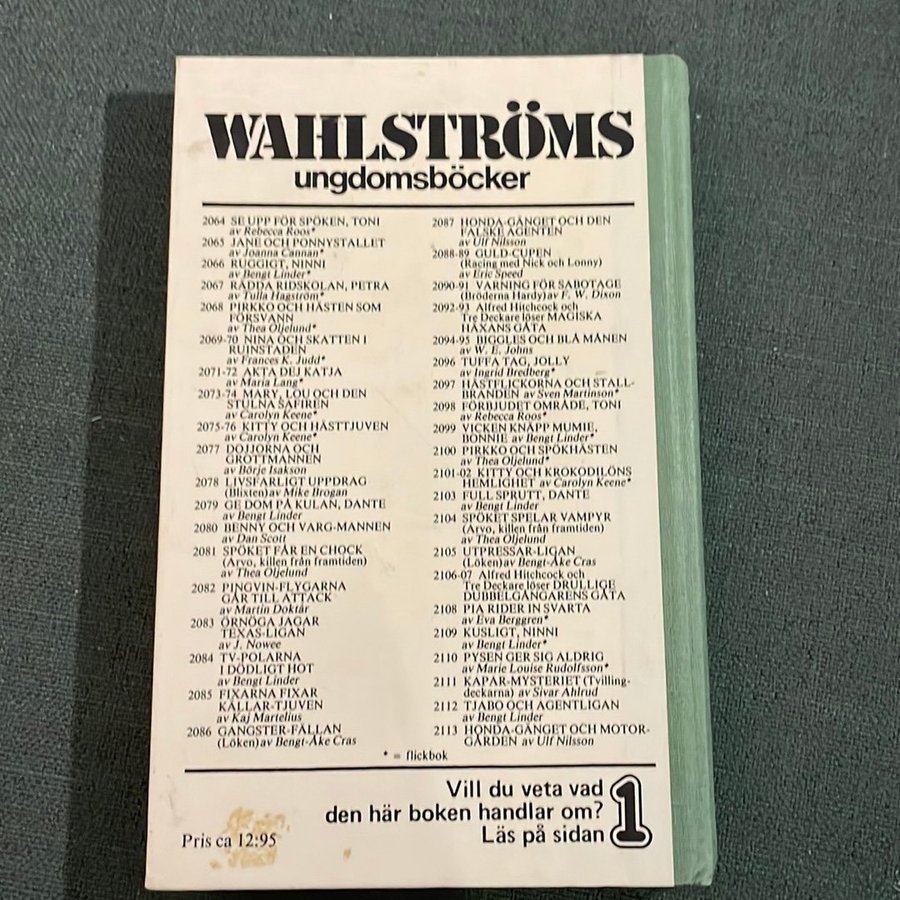 WAHLSTRÖMS
ungdomsböcker
2064 SE UPP FÖR SPÖKEN, TONI
av Rebecca Roos*
2065 JANE OCH PONNYSTALLET
av Joanna Cannan*
2066 RUGGIGT, NINNI
av Bengt Linder*
2067 RÄDDA RIDSKOLAN, PETRA
av Tulla Hagström*
2068 PIRKKO OCH HÄSTEN SOM
FÖRSVANN
av Thea Oljelund*
2069-70 NINA OCH SKATTEN I
RUINSTADEN
av Frances K. Judd*
2071-72 AKTA DEJ KATJA
av Maria Lang*
2073-74 MARY, LOU OCH DEN
STULNA SAFIREN
av Carolyn Keene*
2075-76 KITTY OCH HÄSTTJUVEN
av Carolyn Keene*
2077 DOJJORNA OCH
GROTTMANNEN
av Börje Isakson
2078 LIVSFARLIGT UPPDRAG
(Blixten) av Mike Brogan
2079 GE DOM PÅ KULAN, DANTE
av Bengt Linder
2080 BENNY OCH VARG-MANNEN
av Dan Scott
2081 SPÖKET FÅR EN CHOCK
(Arvo, killen från framtiden)
av Thea Oljelund
2082 PINGVIN-FLYGARNA
GÅR TILL ATTACK
av Martin Doktár
2083 ÖRNÖGA JAGAR
TEXAS-LIGAN
av J. Nowee
2084 TV-POLARNA
I DÖDLIGT HOT
av Bengt Linder
2085 FIXARNA FIXAR
KÄLLAR-TJUVEN
av Kaj Martelius
2086 GANGSTER-FÄLLAN
(Löken) av Bengt-Åke Cras
2087 HONDA-GÄNGET OCH DEN
FALSKE AGENTEN
av Ulf Nilsson
2088-89 GULD-CUPEN
(Racing med Nick och Lonny)
av Eric Speed
2090-91 VARNING FÖR SABOTAGE
(Bröderna Hardy) av F. W. Dixon
2092-93 Alfred Hitchcock och
Tre Deckare löser MAGISKA
HÄXANS GÅTA
2094-95 BIGGLES OCH BLÅ MÅNEN
av W. E. Johns
2096 TUFFA TAG, JOLLY
av Ingrid Bredberg*
2097 HÄSTFLICKORNA OCH STALL-
BRANDEN av Sven Martinson*
2098 FÖRBJUDET OMRÅDE, TONI
av Rebecca Roos*
2099 VICKEN KNÄPP MUMIE,
BONNIE av Bengt Linder*
2100 PIRKKO OCH SPÖKHÄSTEN
av Thea Oljelund*
2101-02 KITTY OCH KROKODILÖNS
HEMLIGHET av Carolyn Keene*
2103 FULL SPRUTT, DANTE
av Bengt Linder
2104 SPÖKET SPELAR VAMPYR
(Arvo, killen från framtiden)
av Thea Oljelund
2105 UTPRESSAR-LIGAN
(Löken) av Bengt-Åke Cras
2106-07 Alfred Hitchcock och
Tre Deckare löser DRULLIGE
DUBBELGÅNGARENS GÅTA
2108 PIA RIDER IN SVARTA
av Eva Berggren*
2109 KUSLIGT, NINNI
av Bengt Linder*
2110 PYSEN GER SIG ALDRIG
av Marie Louise Rudolfsson*
2111 KAPAR-MYSTERIET (Tvilling-
deckarna) av Sivar Ahlrud
2112 TJABO OCH AGENTLIGAN
av Bengt Linder
2113 HONDA-GÄNGET OCH MOTOR-
GÅRDEN av Ulf Nilsson
* = flickbok
Vill du veta vad
den här boken handlar om?
Läs på sidan 1
Pris ca 12:95